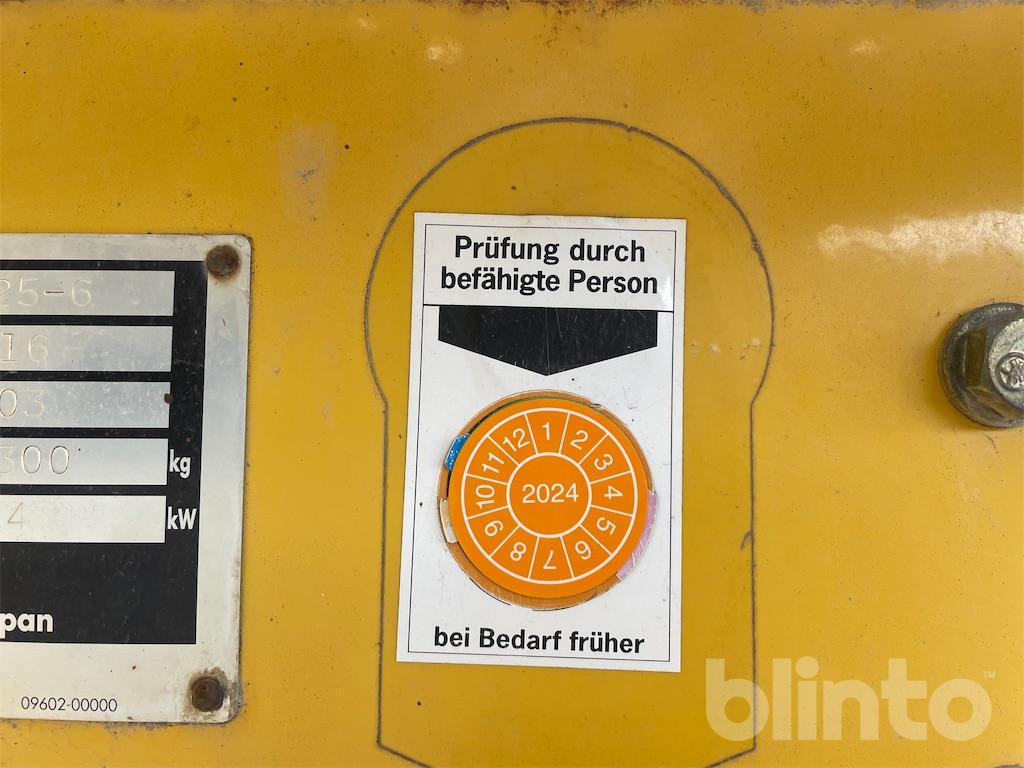 25-6
16
03
300 kg
4 kW
pan
09602-00000
Prüfung durch
befähigte Person
1 2 3 4 5 6 7 8 9 10 11 12
2024
bei Bedarf früher
blinto™